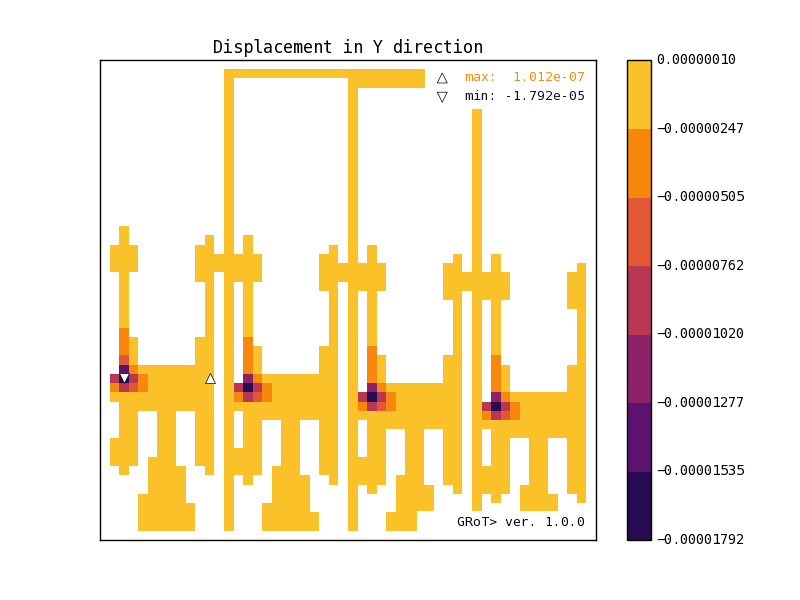 Displacement in Y direction
△ max: 1.012e-07
▽ min: -1.792e-05
GRoT> ver. 1.0.0
0.00000010
−0.00000247
−0.00000505
−0.00000762
−0.00001020
−0.00001277
−0.00001535
−0.00001792